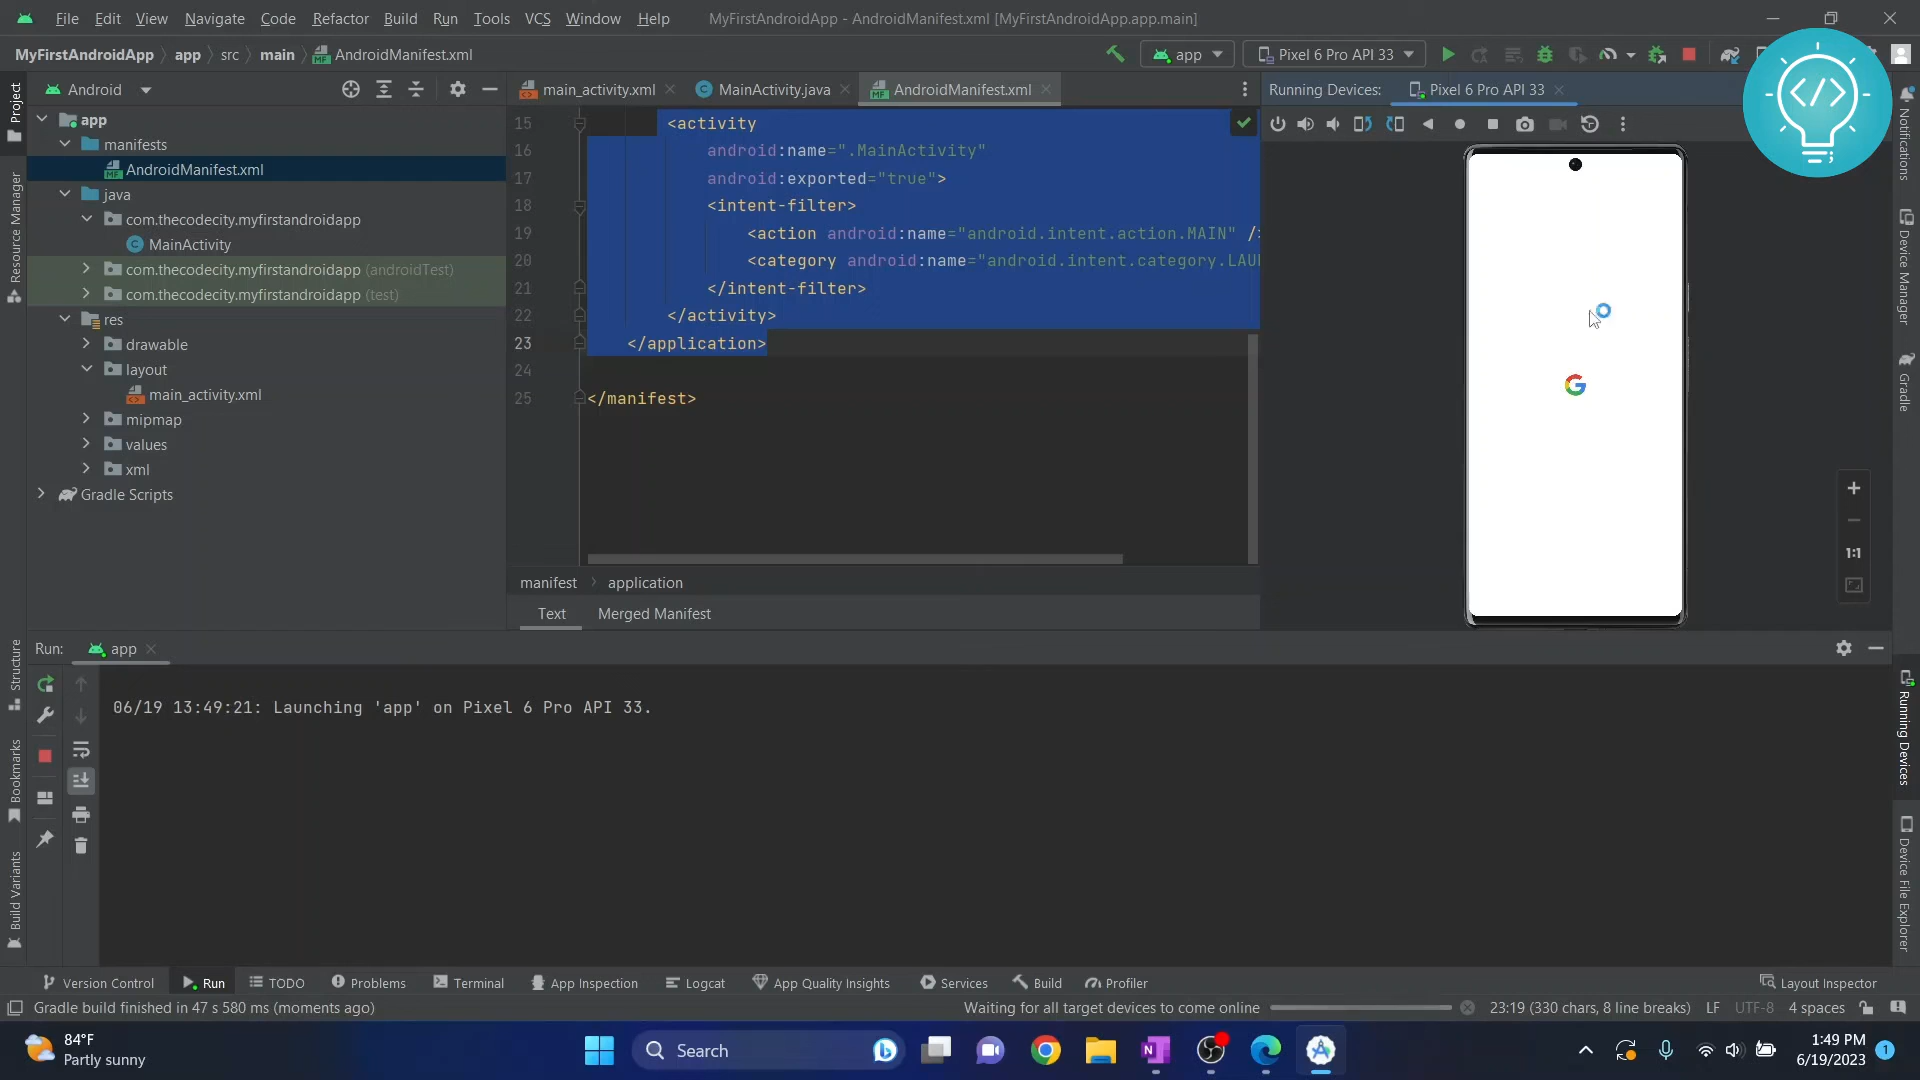 File Edit View Navigate Code Refactor Build Run Tools VCS Window Help MyFirstAndroidApp - AndroidManifest.xml [MyFirstAndroidApp.app.main]
MyFirstAndroidApp app src main AndroidManifest.xml app Pixel 6 Pro API 33
Android main_activity.xml MainActivity.java AndroidManifest.xml Running Devices: Pixel 6 Pro API 33
app
manifests
AndroidManifest.xml
java
com.thecodecity.myfirstandroidapp
MainActivity
com.thecodecity.myfirstandroidapp (androidTest)
com.thecodecity.myfirstandroidapp (test)
res
drawable
layout
main_activity.xml
mipmap
values
xml
Gradle Scripts
15 <activity
16 android:name=".MainActivity"
17 android:exported="true">
18 <intent-filter>
19 <action android:name="android.intent.action.MAIN" />
20 <category android:name="android.intent.category.LAU
21 </intent-filter>
22 </activity>
23 </application>
24
25 </manifest>
manifest application
Text Merged Manifest
</>
G
1:1
Project
Resource Manager
Structure
Bookmarks
Build Variants
Notifications
Device Manager
Gradle
Running Devices
Device File Explorer
Run: app
06/19 13:49:21: Launching 'app' on Pixel 6 Pro API 33.
Version Control Run TODO Problems Terminal App Inspection Logcat App Quality Insights Services Build Profiler Layout Inspector
Gradle build finished in 47 s 580 ms (moments ago) Waiting for all target devices to come online 23:19 (330 chars, 8 line breaks) LF UTF-8 4 spaces
84°F
Partly sunny
Search
1:49 PM
6/19/2023
1